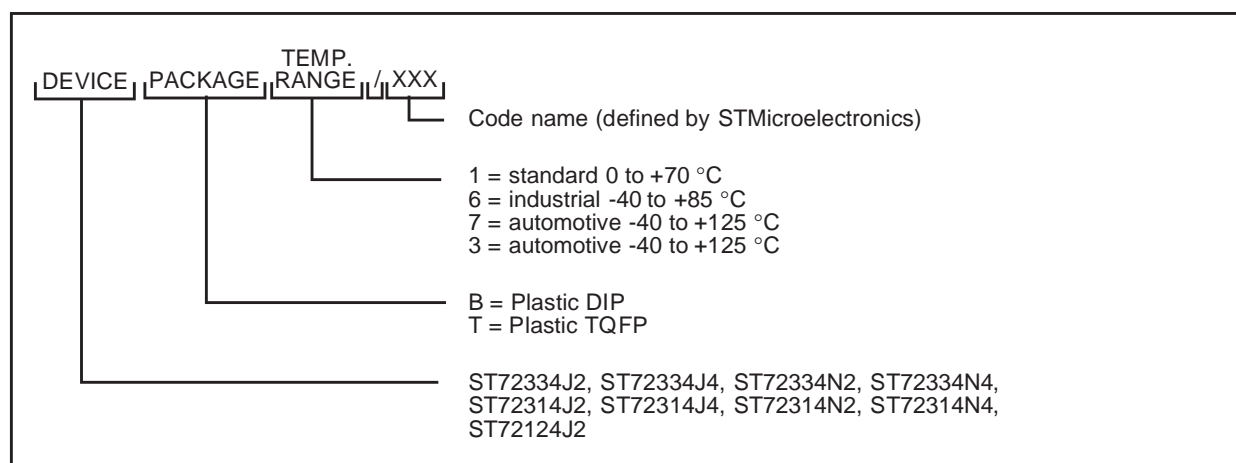 TEMP.
DEVICE PACKAGE RANGE / XXX
Code name (defined by STMicroelectronics)
1 = standard 0 to +70 °C
6 = industrial -40 to +85 °C
7 = automotive -40 to +125 °C
3 = automotive -40 to +125 °C
B = Plastic DIP
T = Plastic TQFP
ST72334J2, ST72334J4, ST72334N2, ST72334N4,
ST72314J2, ST72314J4, ST72314N2, ST72314N4,
ST72124J2